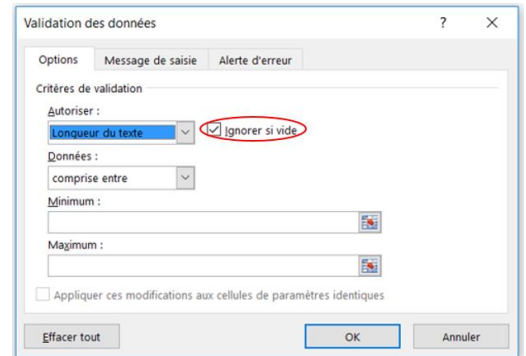 Validation des données ? ×
Options Message de saisie Alerte d'erreur
Critères de validation
Autoriser :
Longueur du texte Ignorer si vide
Données :
comprise entre
Minimum :
Maximum :
Appliquer ces modifications aux cellules de paramètres identiques
Effacer tout OK Annuler